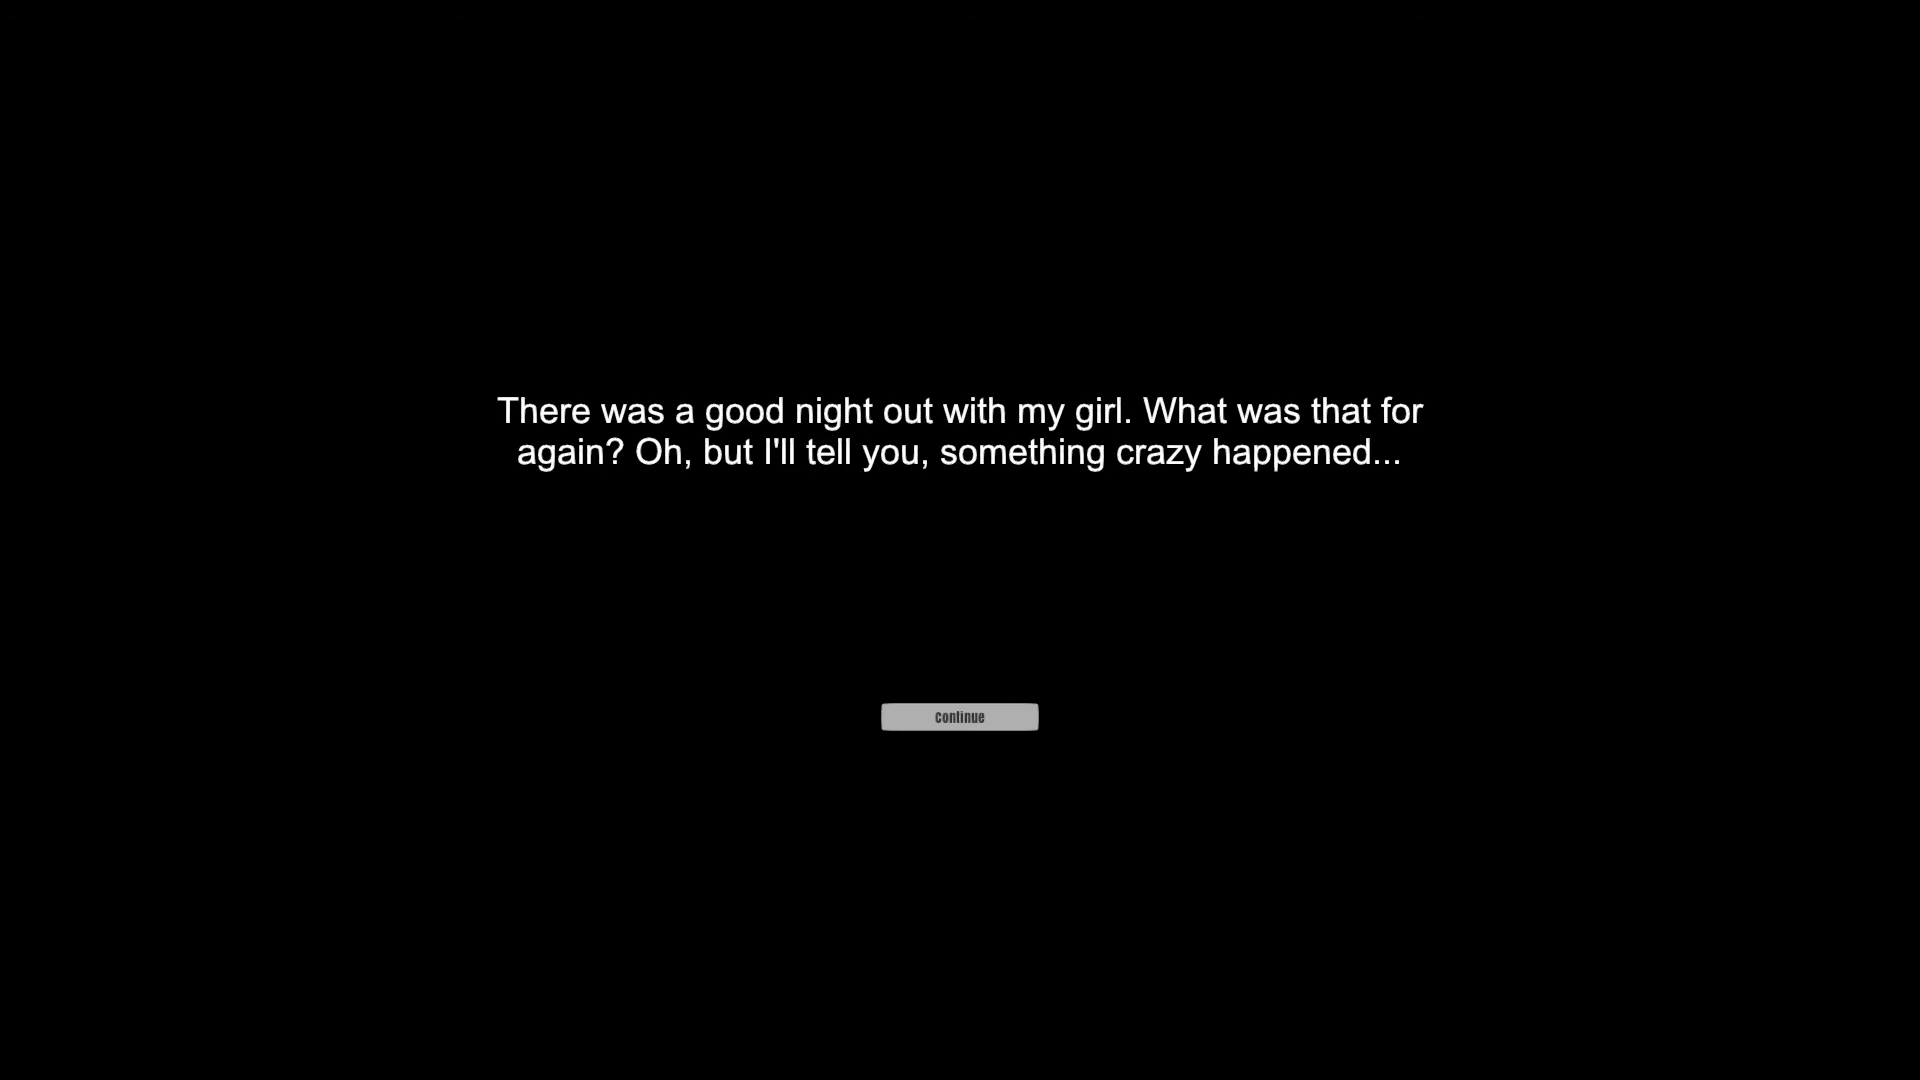 There was a good night out with my girl. What was that for
again? Oh, but I'll tell you, something crazy happened...
Continue